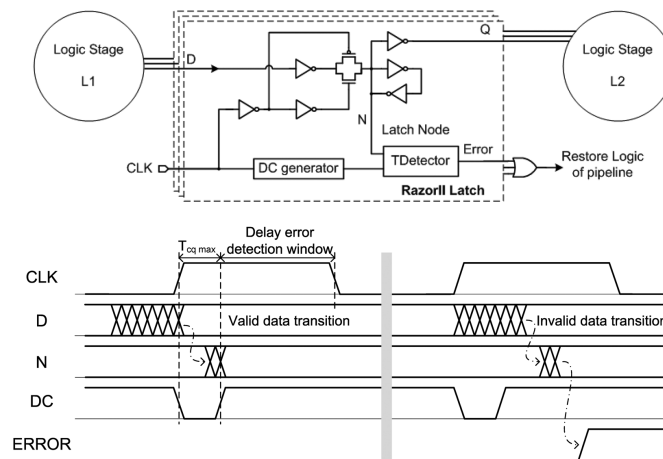 Logic Stage
L1
D
Q
Logic Stage
L2
N
Latch Node
CLK
DC generator
TDetector
Error
RazorII Latch
Restore Logic
of pipeline
Tcq max
Delay error
detection window
CLK
D
Valid data transition
Invalid data transition
N
DC
ERROR